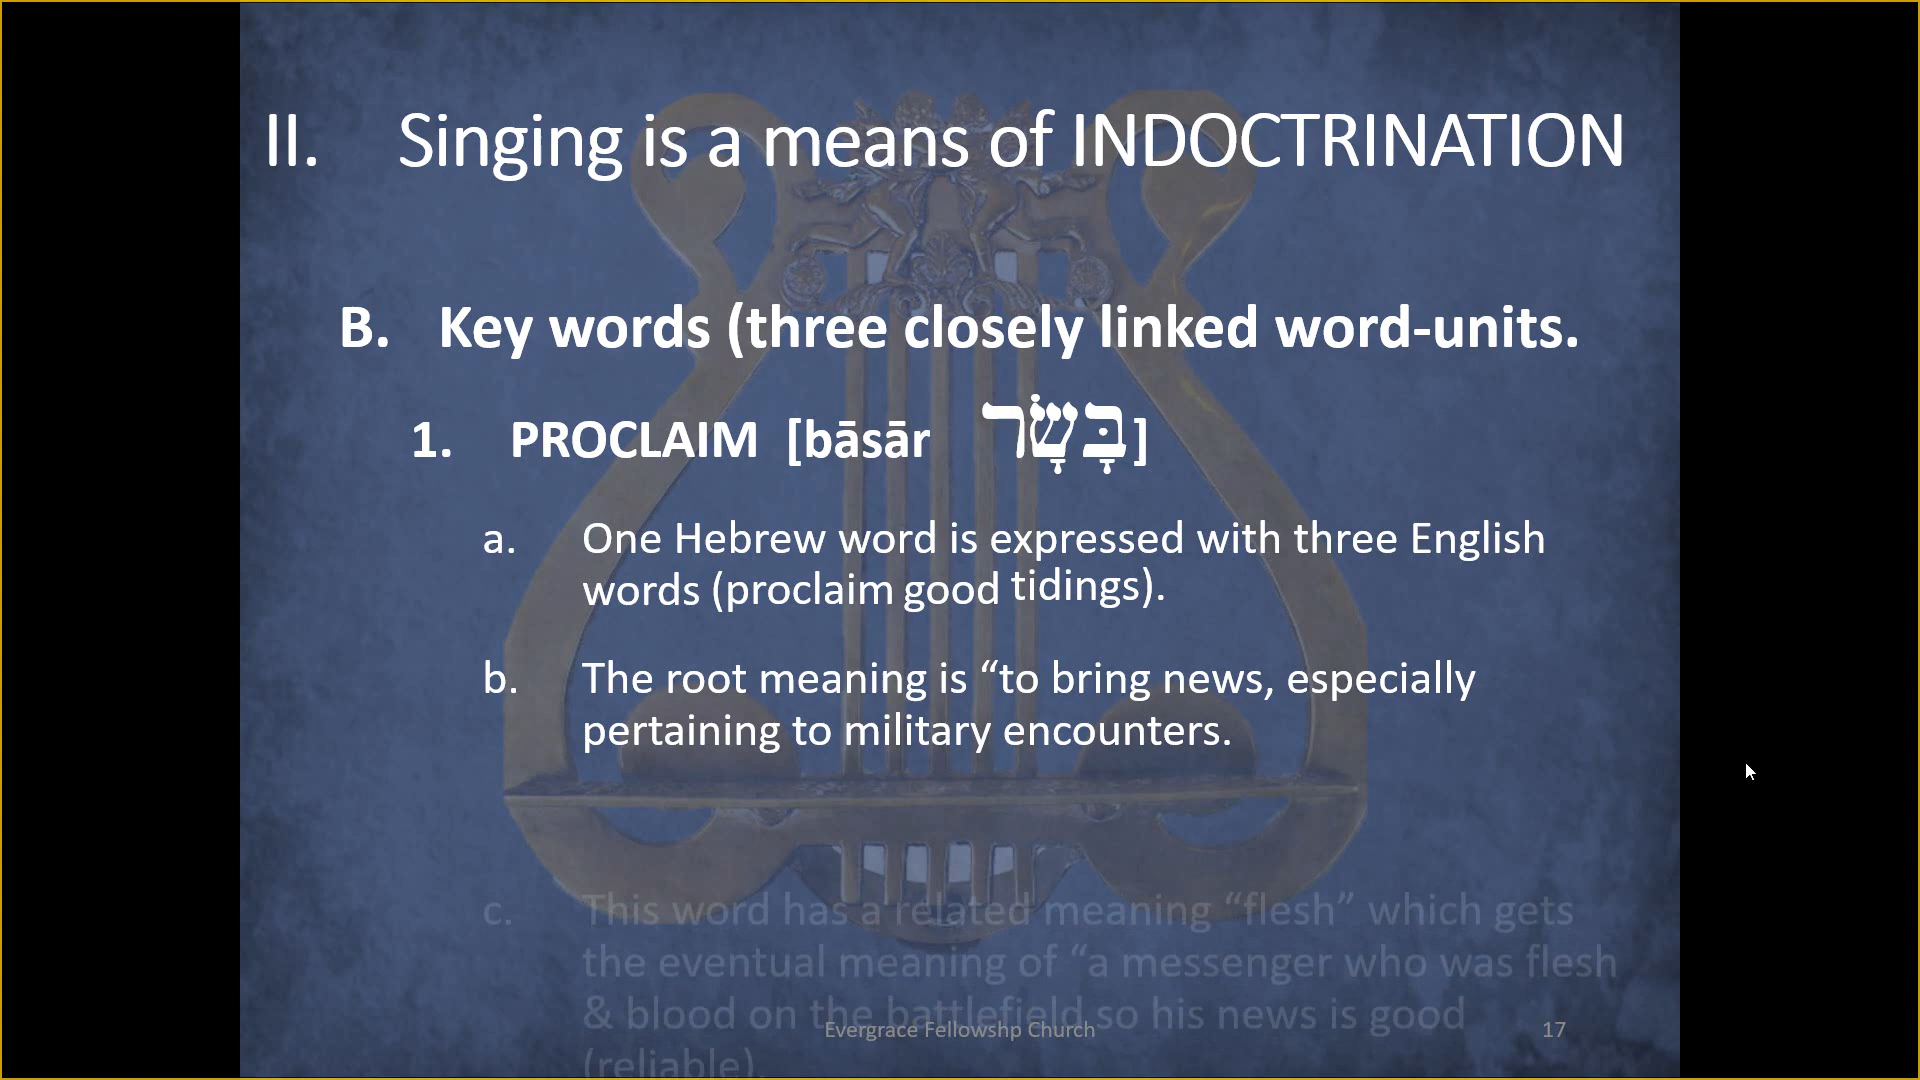 II. Singing is a means of INDOCTRINATION
B. Key words (three closely linked word-units.
1. PROCLAIM [bāsār בָּשָׂר]
a. One Hebrew word is expressed with three English
words (proclaim good tidings).
b. The root meaning is “to bring news, especially
pertaining to military encounters.
c. This word has a related meaning “flesh” which gets
the eventual meaning of “a messenger who was flesh
& blood on the battlefield so his news is good
(reliable).
Evergrace Fellowshp Church
17